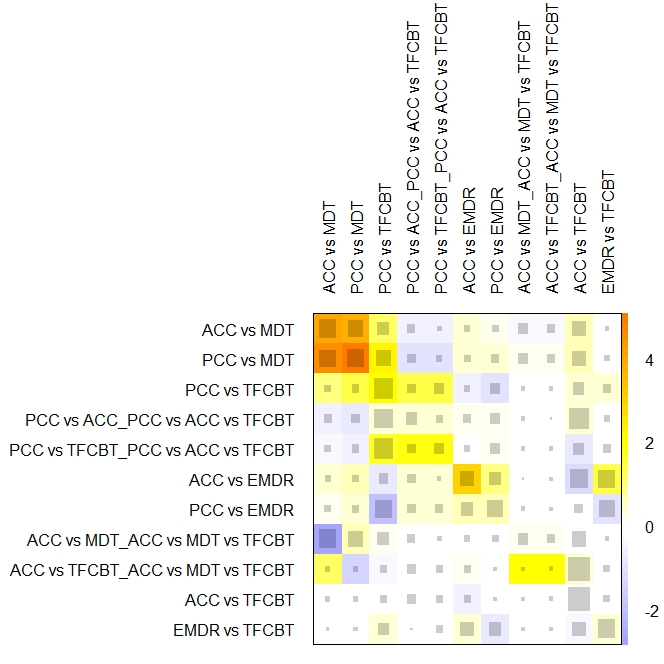 ACC vs MDT
PCC vs MDT
PCC vs TFCBT
PCC vs ACC_PCC vs ACC vs TFCBT
PCC vs TFCBT_PCC vs ACC vs TFCBT
ACC vs EMDR
PCC vs EMDR
ACC vs MDT_ACC vs MDT vs TFCBT
ACC vs TFCBT_ACC vs MDT vs TFCBT
ACC vs TFCBT
EMDR vs TFCBT
ACC vs MDT
PCC vs MDT
PCC vs TFCBT
PCC vs ACC_PCC vs ACC vs TFCBT
PCC vs TFCBT_PCC vs ACC vs TFCBT
ACC vs EMDR
PCC vs EMDR
ACC vs MDT_ACC vs MDT vs TFCBT
ACC vs TFCBT_ACC vs MDT vs TFCBT
ACC vs TFCBT
EMDR vs TFCBT
4
2
0
-2